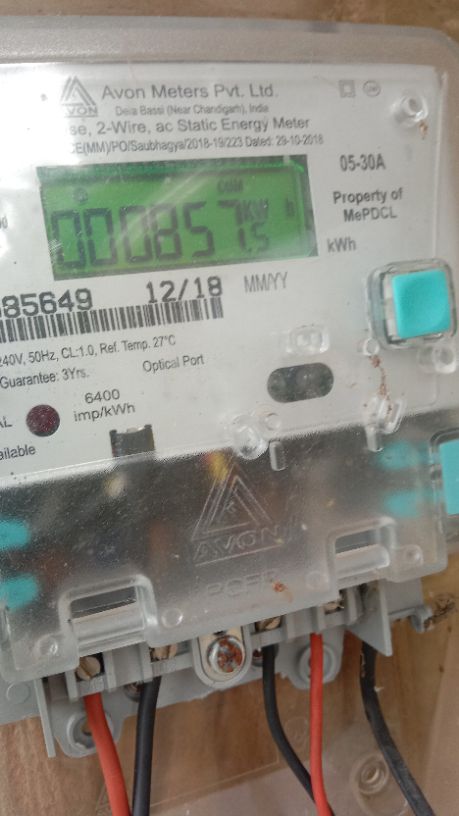 Avon Meters Pvt. Ltd.
AVON
Dera Bassi (Near Chandigarh), India
se, 2-Wire, ac Static Energy Meter
CE(MM)/PO/Saubhagya/2018-19/223 Dated: 29-10-2018
05-30A
CUM
000857.5 kW h
Property of
MePDCL
kWh
85649 12/18 MM/YY
240V, 50Hz, CL:1.0, Ref. Temp. 27°C
Guarantee: 3Yrs. Optical Port
6400
imp/kWh
AL
ailable
AVON